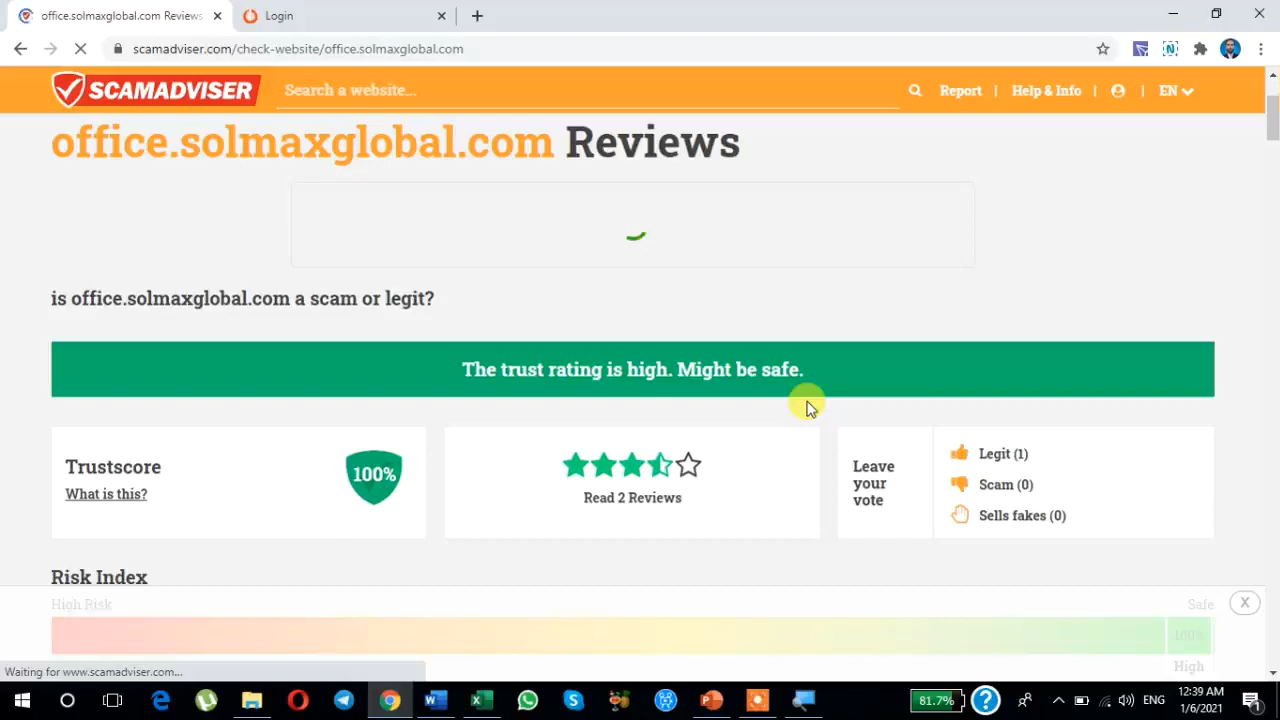 office.solmaxglobal.com Reviews
Login
scamadviser.com/check-website/office.solmaxglobal.com
SCAMADVISER
Search a website...
Report | Help & Info | | EN
office.solmaxglobal.com Reviews
is office.solmaxglobal.com a scam or legit?
The trust rating is high. Might be safe.
Trustscore
What is this?
100%
Read 2 Reviews
Leave your vote
Legit (1)
Scam (0)
Sells fakes (0)
Risk Index
High Risk
Safe
100%
High
Waiting for www.scamadviser.com...
81.7%
ENG
12:39 AM
1/6/2021
1